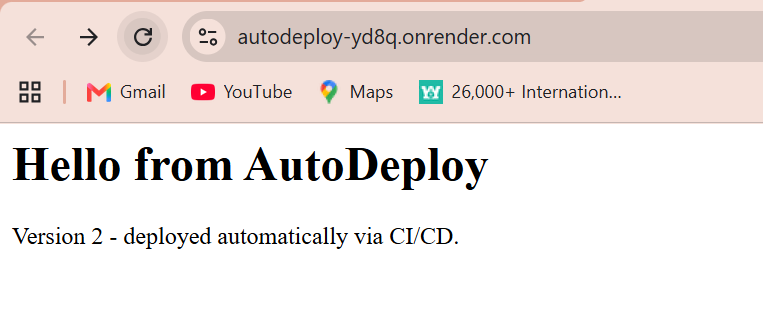 autodeploy-yd8q.onrender.com
Gmail
YouTube
Maps
26,000+ Internation...
Hello from AutoDeploy
Version 2 - deployed automatically via CI/CD.